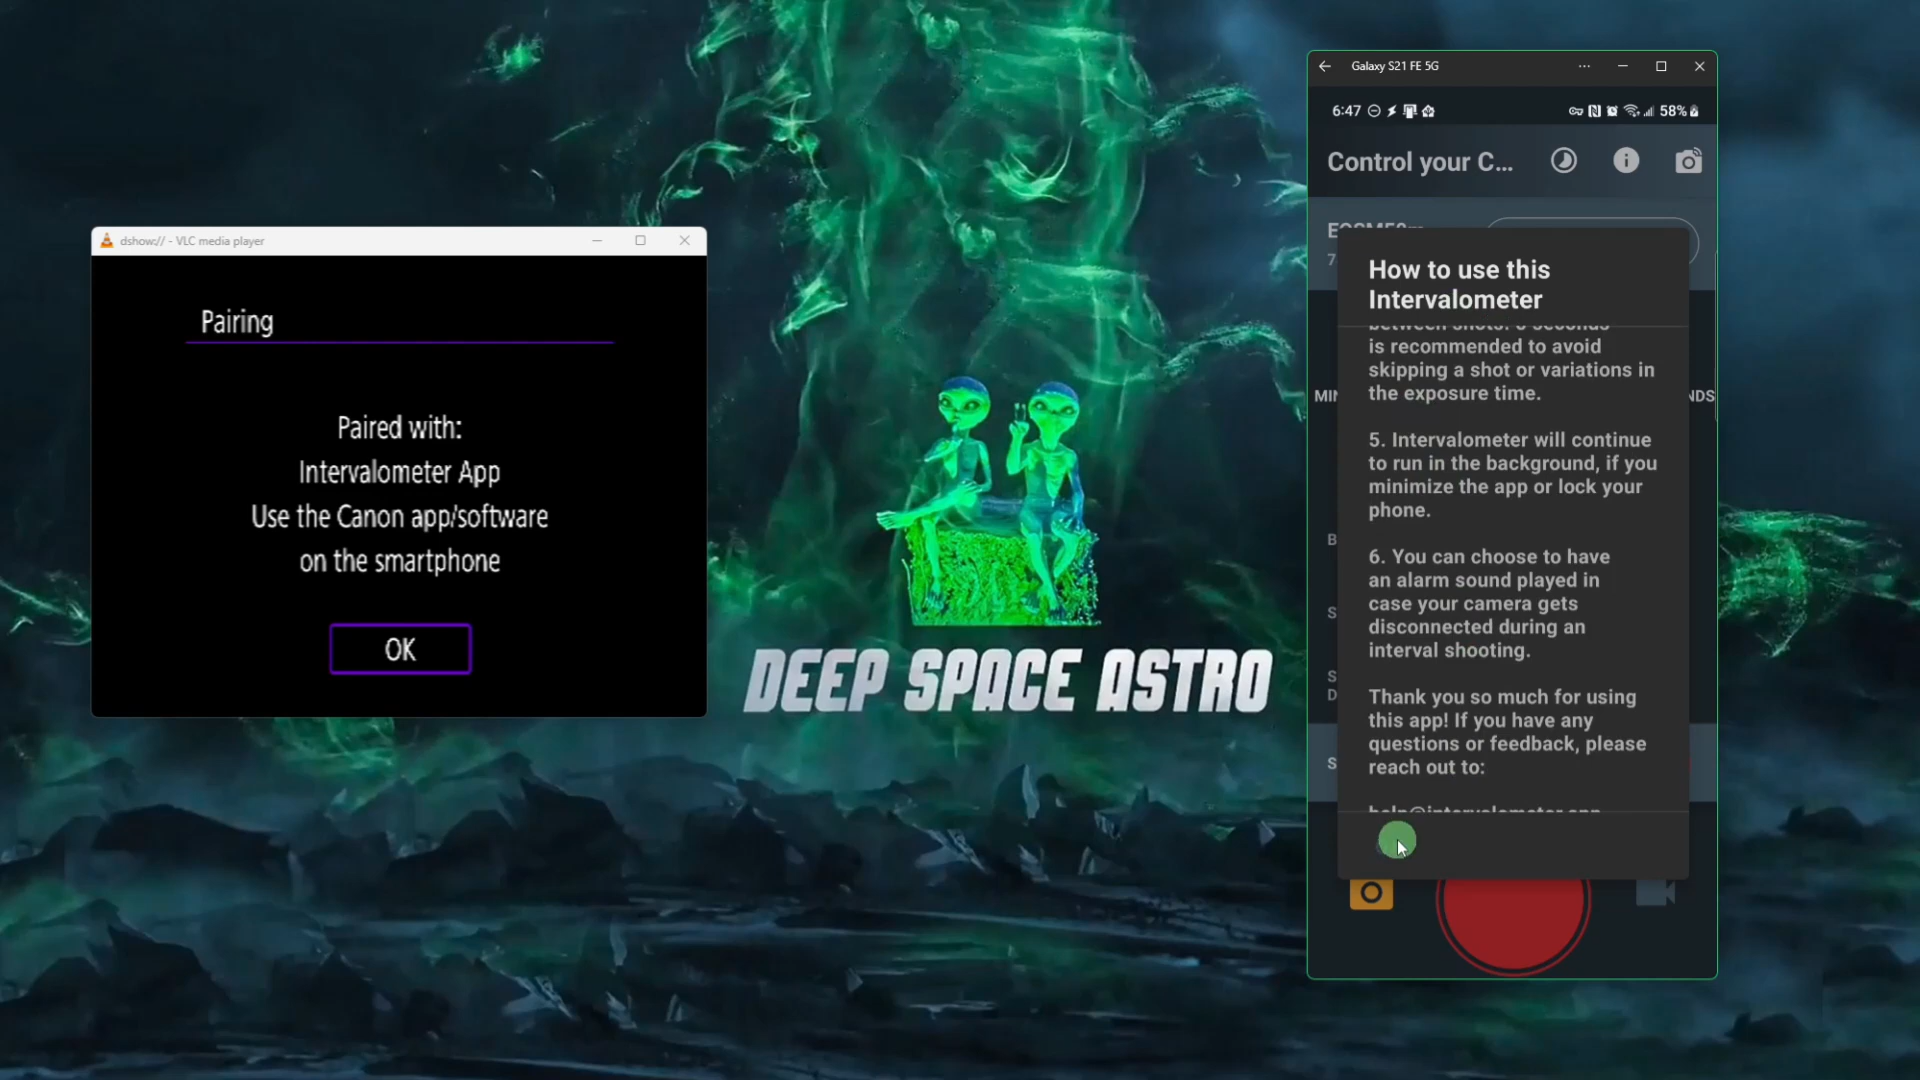 dshow:// - VLC media player
Pairing
Paired with:
Intervalometer App
Use the Canon app/software
on the smartphone
OK
DEEP SPACE ASTRO
Galaxy S21 FE 5G
6:47
58%
Control your C...
How to use this
Intervalometer
is recommended to avoid
skipping a shot or variations in
the exposure time.
5. Intervalometer will continue
to run in the background, if you
minimize the app or lock your
phone.
6. You can choose to have
an alarm sound played in
case your camera gets
disconnected during an
interval shooting.
Thank you so much for using
this app! If you have any
questions or feedback, please
reach out to:
help@intervalometer.app